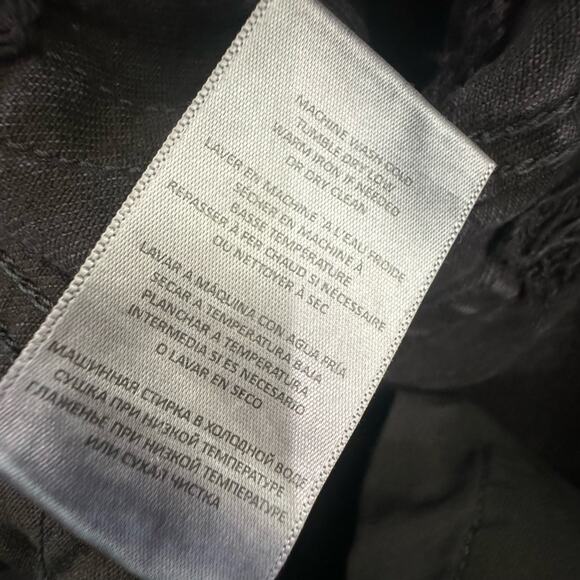 MACHINE WASH COLD
TUMBLE DRY LOW
WARM IRON IF NEEDED
OR DRY CLEAN
LAVER EN MACHINE 'A L'EAU FROIDE
SÉCHER EN MACHINE À
BASSE TEMPÉRATURE
REPASSER À FER CHAUD SI NÉCESSAIRE
OU NETTOYER À SEC
LAVAR A MÁQUINA CON AGUA FRÍA
SECAR A TEMPERATURA BAJA
PLANCHAR A TEMPERATURA
INTERMEDIA SI ES NECESARIO
O LAVAR EN SECO
МАШИННАЯ СТИРКА В ХОЛОДНОЙ ВОДЕ
СУШКА ПРИ НИЗКОЙ ТЕМПЕРАТУРЕ
ГЛАЖЕНЬЕ ПРИ НИЗКОЙ ТЕМПЕРАТУРЕ
ИЛИ СУХАЯ ЧИСТКА